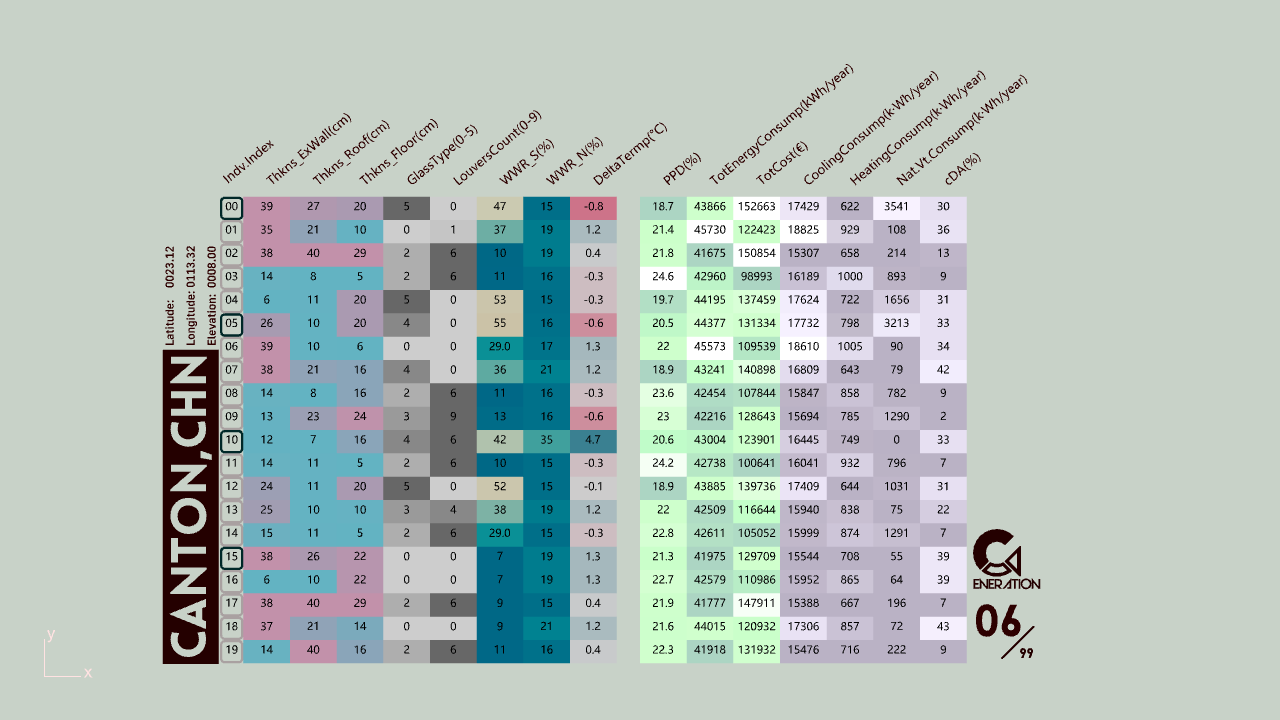 Indv.Index Thkns_ExWall(cm) Thkns_Roof(cm) Thkns_Floor(cm) GlassType(0-5) LouversCount(0-9) WWR_S(%) WWR_N(%) DeltaTermp(°C) PPD(%) TotEnergyConsump(kWh/year) TotCost(€) CoolingConsump(k·Wh/year) HeatingConsump(k·Wh/year) Nat.Vt.Consump(k·Wh/year) cDA(%)
00 39 27 20 5 0 47 15 -0.8 18.7 43866 152663 17429 622 3541 30
01 35 21 10 0 1 37 19 1.2 21.4 45730 122423 18825 929 108 36
02 38 40 29 2 6 10 19 0.4 21.8 41675 150854 15307 658 214 13
03 14 8 5 2 6 11 16 -0.3 24.6 42960 98993 16189 1000 893 9
04 6 11 20 5 0 53 15 -0.3 19.7 44195 137459 17624 722 1656 31
05 26 10 20 4 0 55 16 -0.6 20.5 44377 131334 17732 798 3213 33
06 39 10 6 0 0 29.0 17 1.3 22 45573 109539 18610 1005 90 34
07 38 21 16 4 0 36 21 1.2 18.9 43241 140898 16809 643 79 42
08 14 8 16 2 6 11 16 -0.3 23.6 42454 107844 15847 858 782 9
09 13 23 24 3 9 13 16 -0.6 23 42216 128643 15694 785 1290 2
10 12 7 16 4 6 42 35 4.7 20.6 43004 123901 16445 749 0 33
11 14 11 5 2 6 10 15 -0.3 24.2 42738 100641 16041 932 796 7
12 24 11 20 5 0 52 15 -0.1 18.9 43885 139736 17409 644 1031 31
13 25 10 10 3 4 38 19 1.2 22 42509 116644 15940 838 75 22
14 15 11 5 2 6 29.0 15 -0.3 22.8 42611 105052 15999 874 1291 7
15 38 26 22 0 0 7 19 1.3 21.3 41975 129709 15544 708 55 39
16 6 10 22 0 0 7 19 1.3 22.7 42579 110986 15952 865 64 39
17 38 40 29 2 6 9 15 0.4 21.9 41777 147911 15388 667 196 7
18 37 21 14 0 0 9 21 1.2 21.6 44015 120932 17306 857 72 43
19 14 40 16 2 6 11 16 0.4 22.3 41918 131932 15476 716 222 9
Latitude: 0023.12
Longitude: 0113.32
Elevation: 0008.00
CANTON,CHN
ENERATION
06/99
y
x